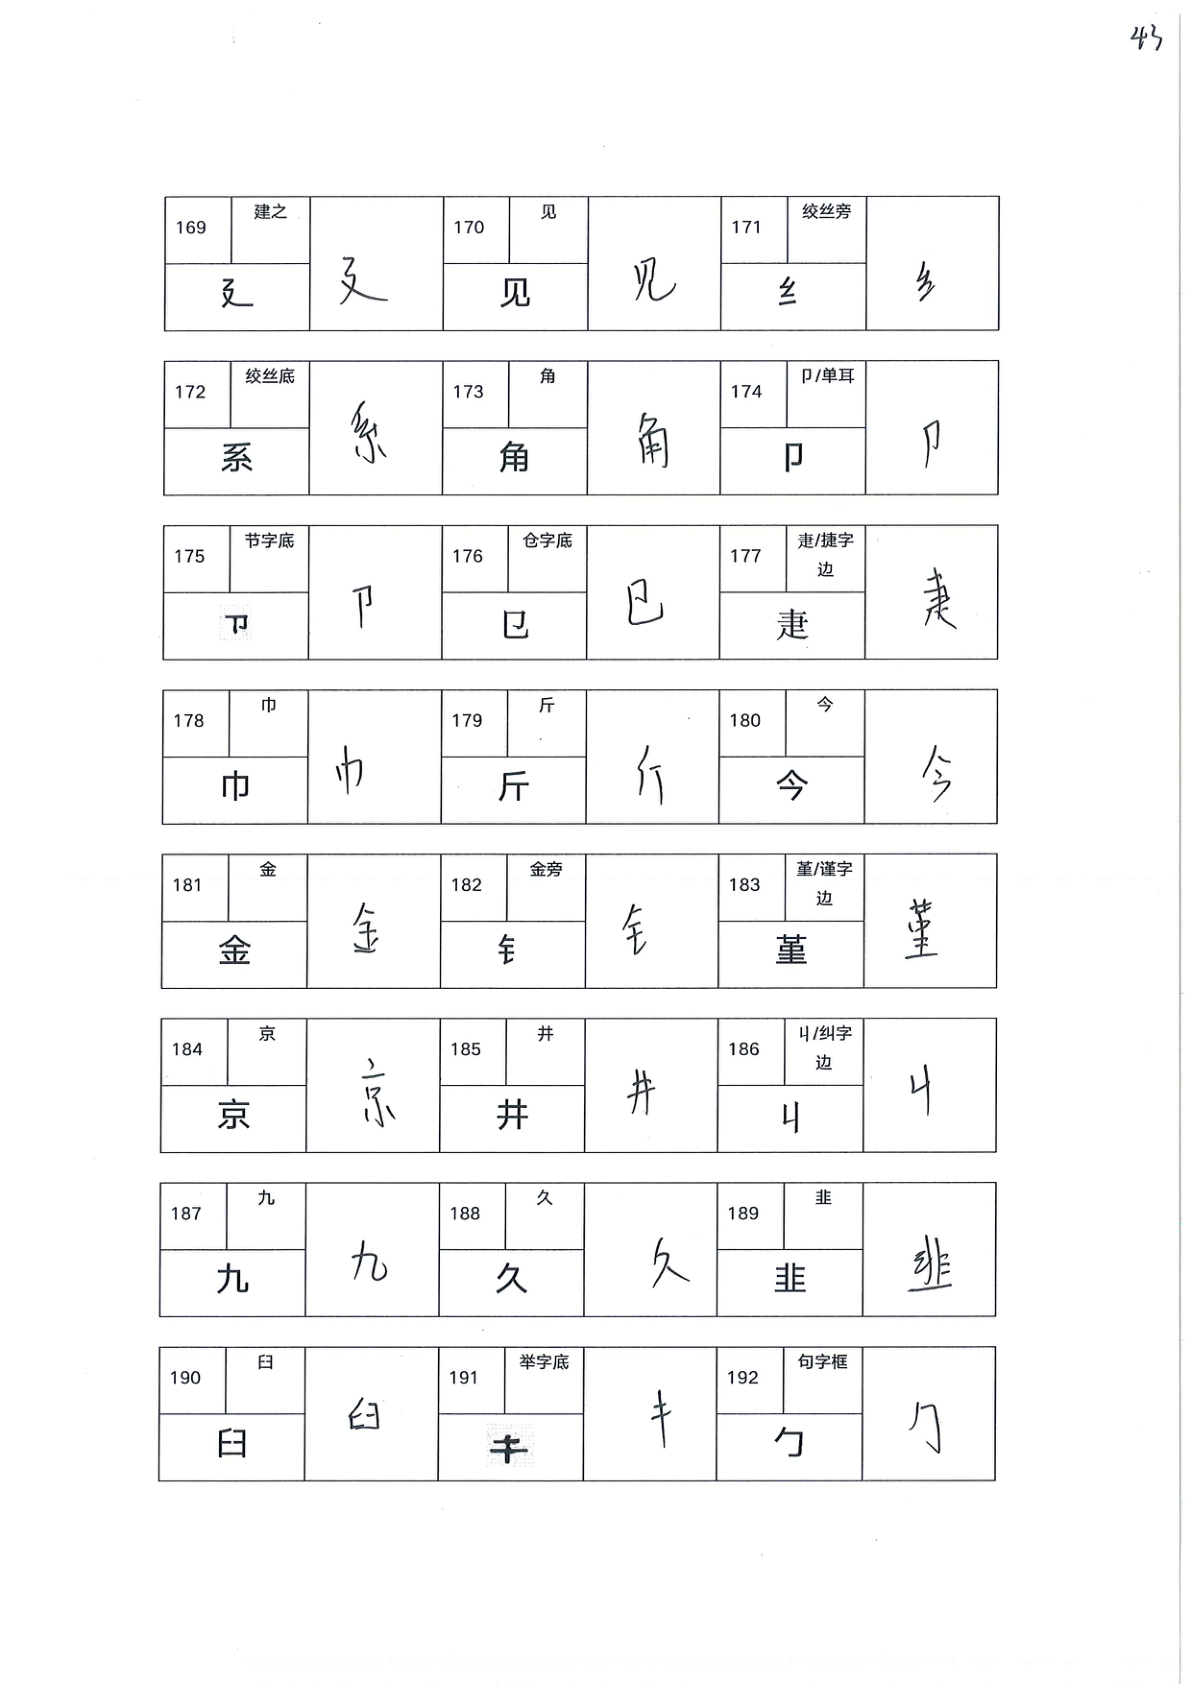 43
169 建之 廴 廴 170 见 见 见 171 绞丝旁 纟 纟
172 绞丝底 系 系 173 角 角 角 174 卩/单耳 卩 卩
175 节字底 卩 卩 176 仓字底 㔾 㔾 177 疌/捷字边 疌 疌
178 巾 巾 巾 179 斤 斤 斤 180 今 今 今
181 金 金 金 182 金旁 钅 钅 183 堇/谨字边 堇 堇
184 京 京 京 185 井 井 井 186 丩/纠字边 丩 丩
187 九 九 九 188 久 久 久 189 韭 韭 韭
190 臼 臼 臼 191 举字底 キ キ 192 句字框 勹 勹